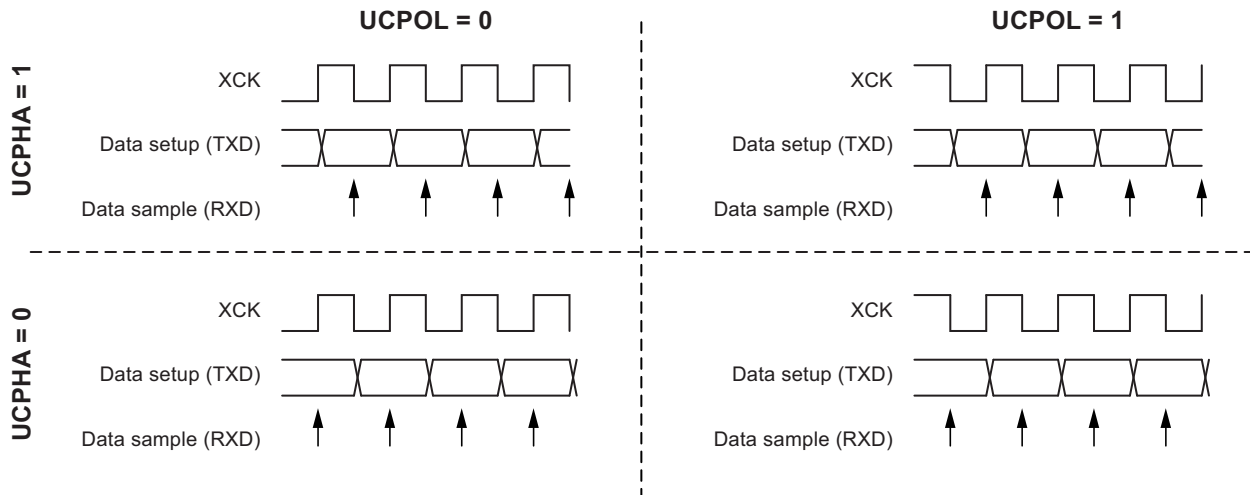 UCPOL = 0
UCPOL = 1
UCPHA = 1
XCK
Data setup (TXD)
Data sample (RXD)
XCK
Data setup (TXD)
Data sample (RXD)
UCPHA = 0
XCK
Data setup (TXD)
Data sample (RXD)
XCK
Data setup (TXD)
Data sample (RXD)